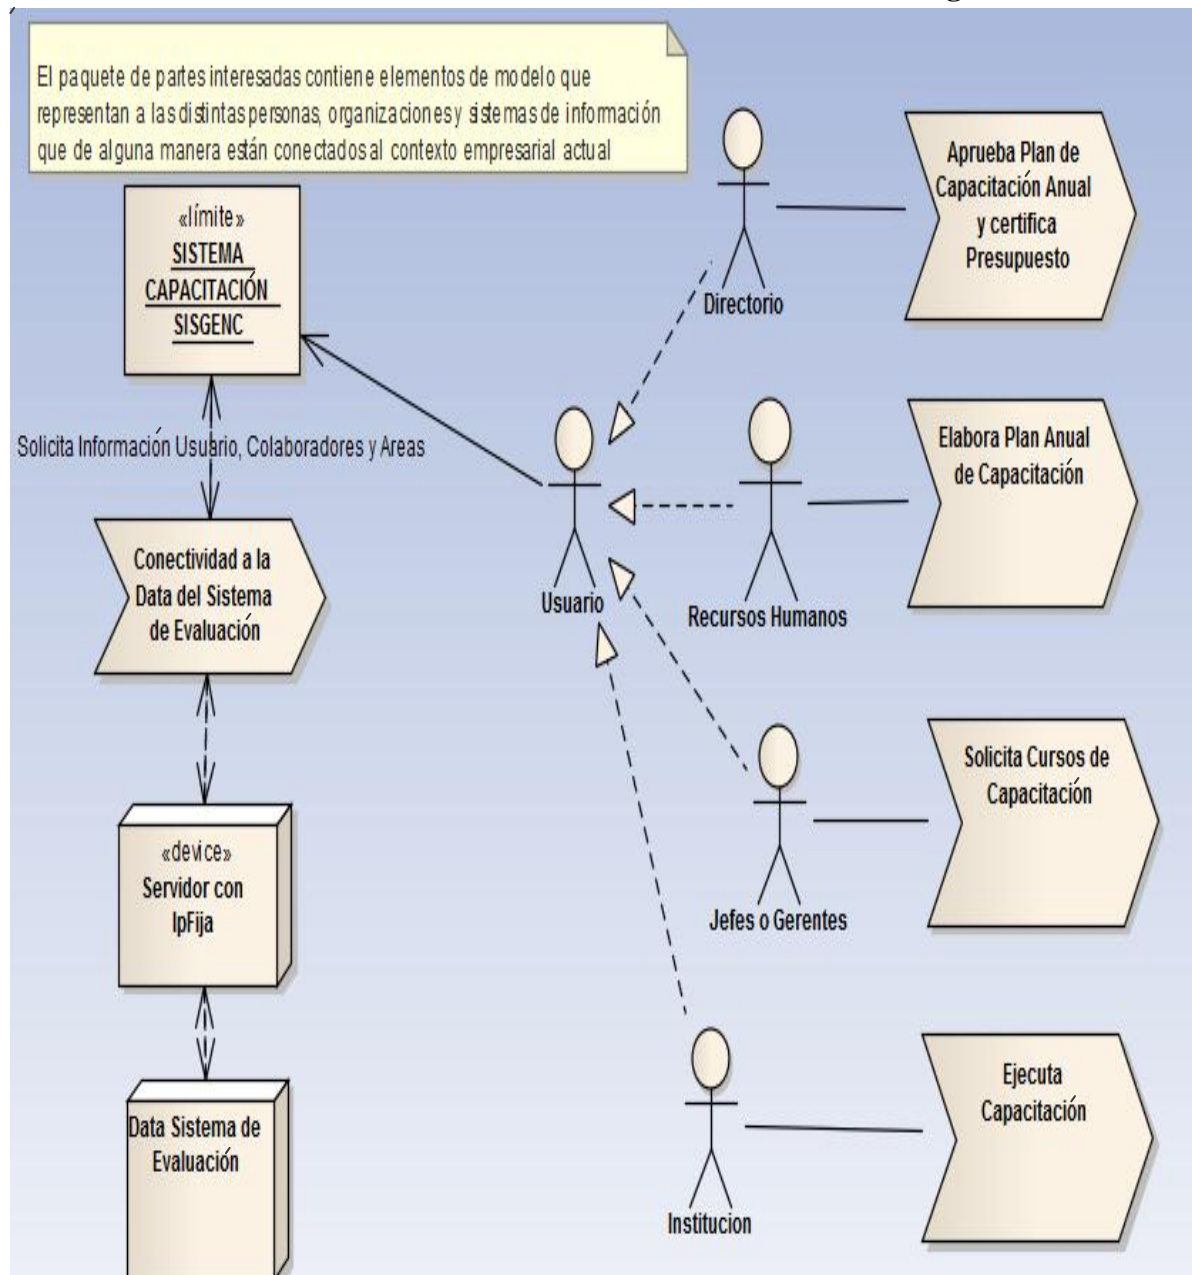 El paquete de partes interesadas contiene elementos de modelo que
representan a las distintas personas, organizaciones y sistemas de información
que de alguna manera están conectados al contexto empresarial actual
«límite»
SISTEMA
CAPACITACIÓN
SISGENC
Solicita Información Usuario, Colaboradores y Areas
Conectividad a la
Data del Sistema
de Evaluación
«device»
Servidor con
IpFija
Data Sistema de
Evaluación
Usuario
Directorio
Aprueba Plan de
Capacitación Anual
y certifica
Presupuesto
Recursos Humanos
Elabora Plan Anual
de Capacitación
Jefes o Gerentes
Solicita Cursos de
Capacitación
Institucion
Ejecuta
Capacitación